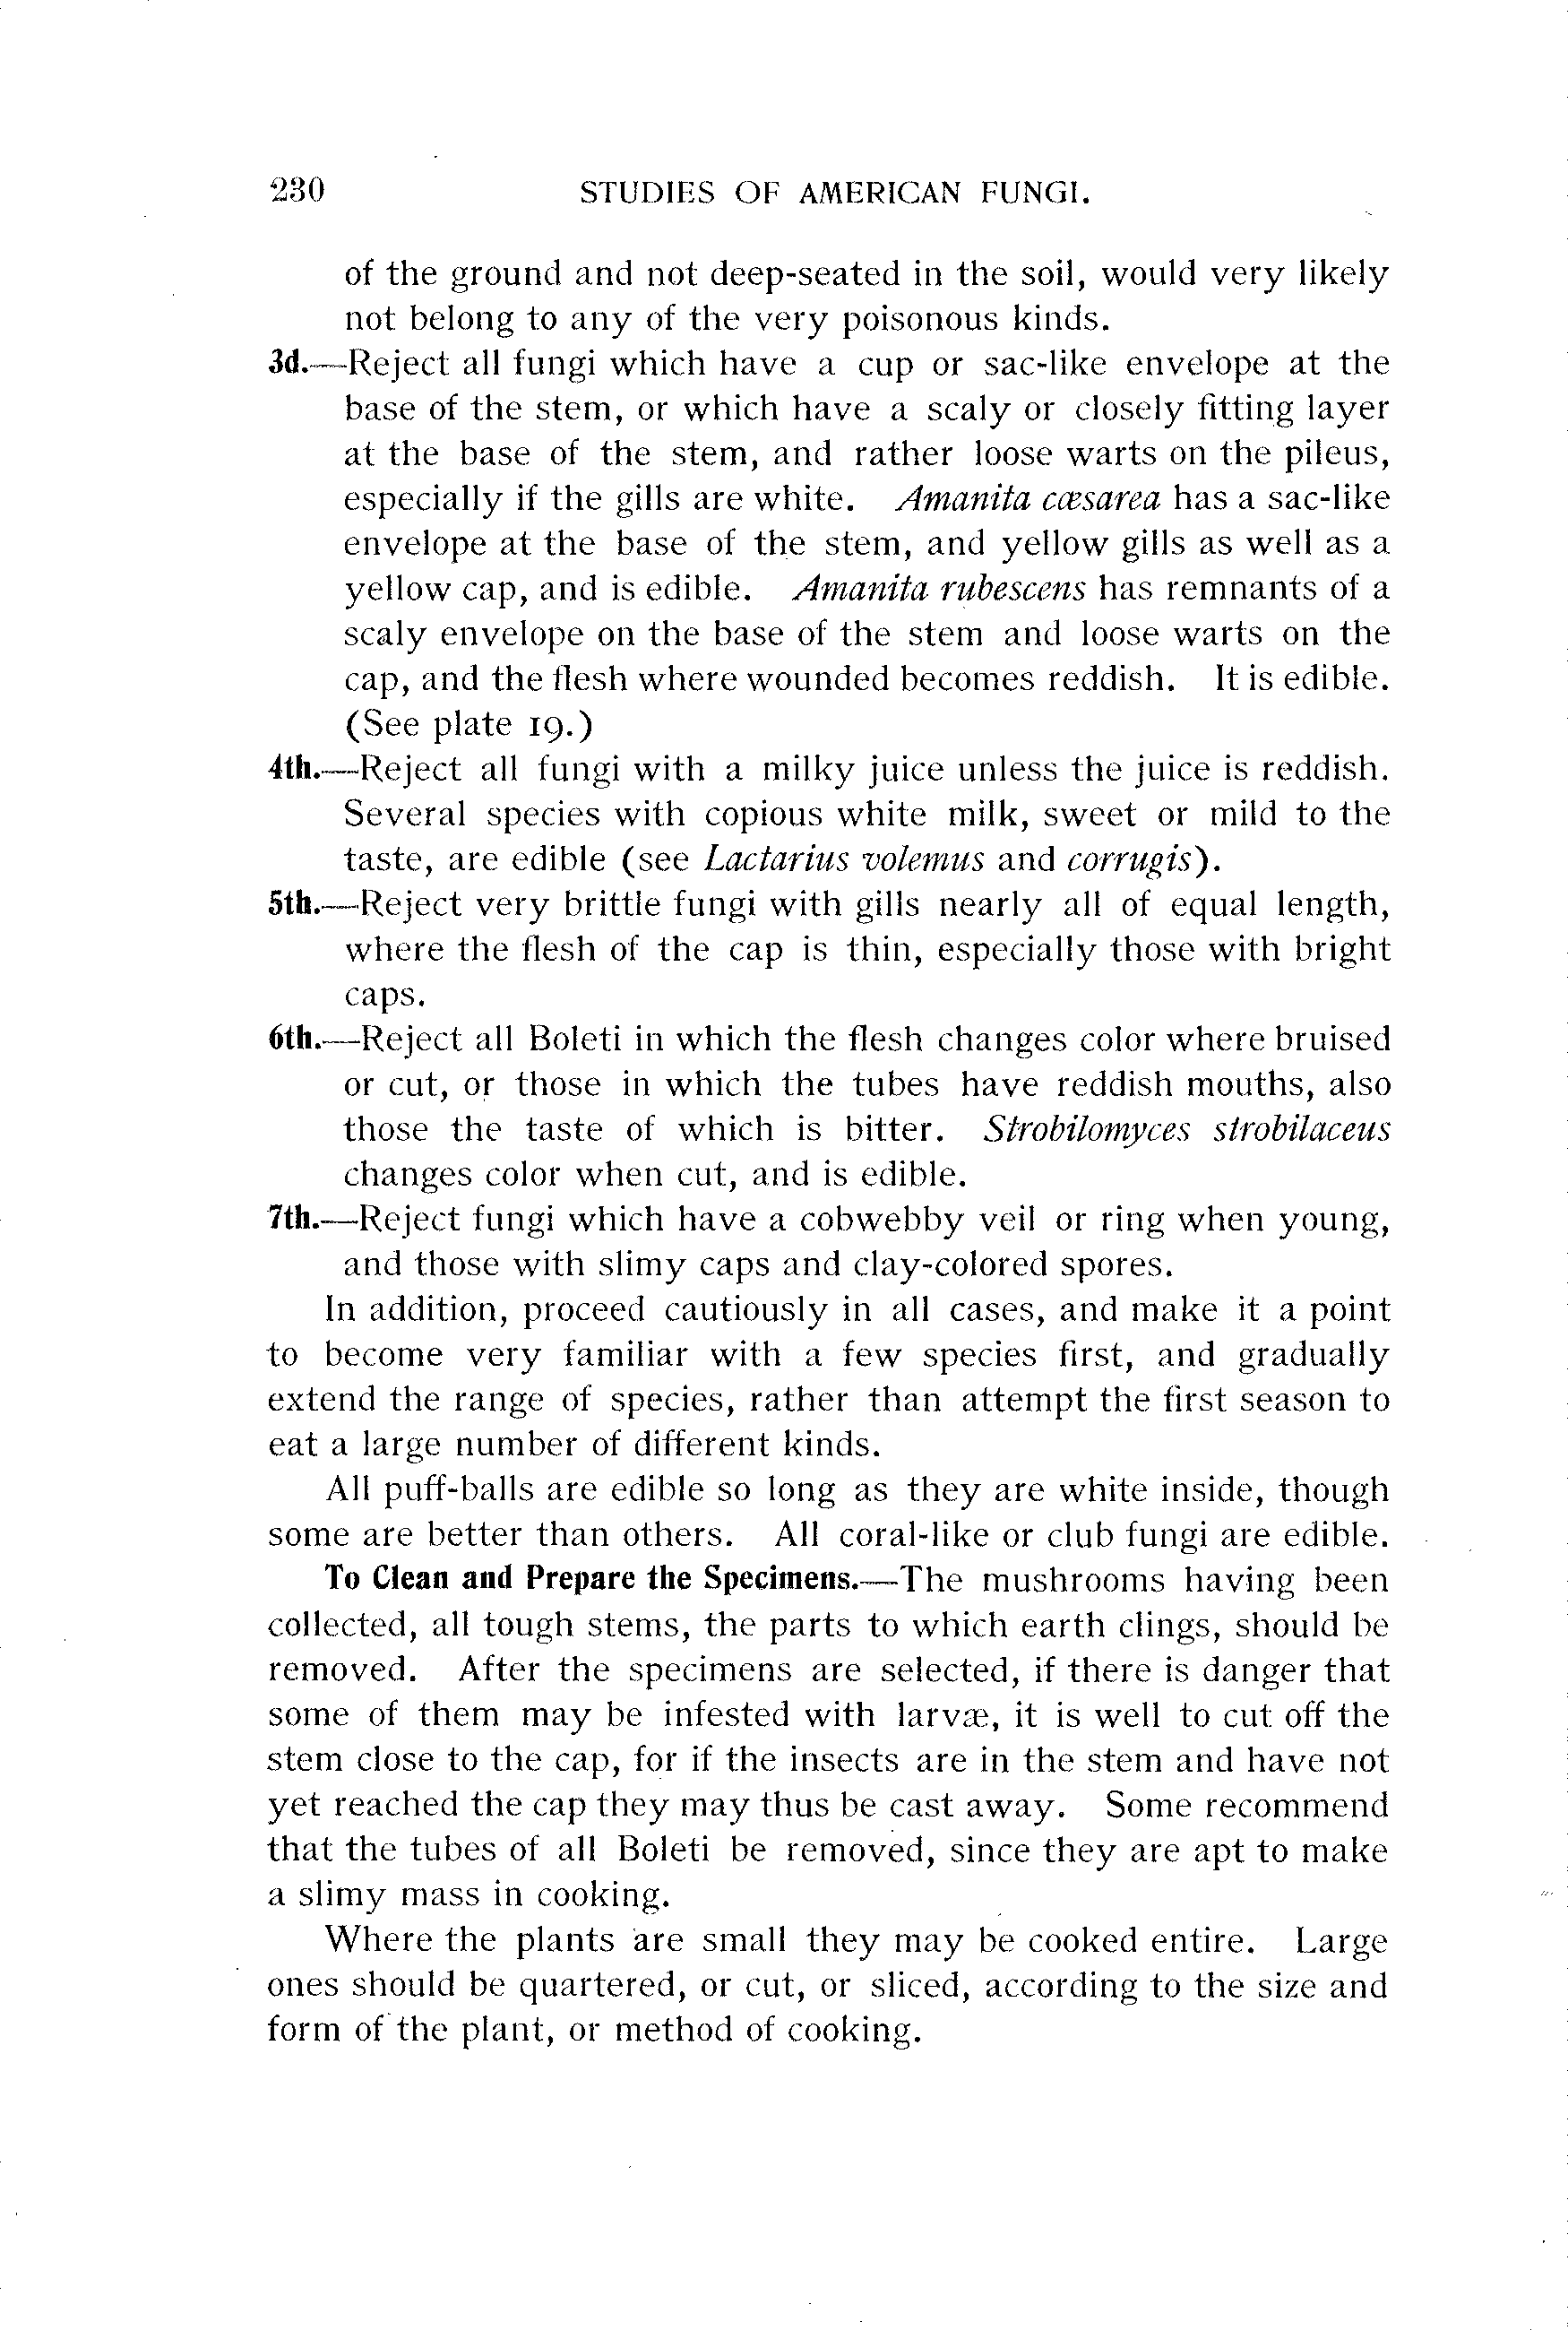 230 STUDIES OF AMERICAN FUNGI.
of the ground and not deep-seated in the soil, would very likely
not belong to any of the very poisonous kinds.
3d.—Reject all fungi which have a cup or sac-like envelope at the
base of the stem, or which have a scaly or closely fitting layer
at the base of the stem, and rather loose warts on the pileus,
especially if the gills are white. Amanita cæsarea has a sac-like
envelope at the base of the stem, and yellow gills as well as a
yellow cap, and is edible. Amanita rubescens has remnants of a
scaly envelope on the base of the stem and loose warts on the
cap, and the flesh where wounded becomes reddish. It is edible.
(See plate 19.)
4th.—Reject all fungi with a milky juice unless the juice is reddish.
Several species with copious white milk, sweet or mild to the
taste, are edible (see Lactarius volemus and corrugis).
5th.—Reject very brittle fungi with gills nearly all of equal length,
where the flesh of the cap is thin, especially those with bright
caps.
6th.—Reject all Boleti in which the flesh changes color where bruised
or cut, or those in which the tubes have reddish mouths, also
those the taste of which is bitter. Strobilomyces strobilaceus
changes color when cut, and is edible.
7th.—Reject fungi which have a cobwebby veil or ring when young,
and those with slimy caps and clay-colored spores.
In addition, proceed cautiously in all cases, and make it a point
to become very familiar with a few species first, and gradually
extend the range of species, rather than attempt the first season to
eat a large number of different kinds.
All puff-balls are edible so long as they are white inside, though
some are better than others. All coral-like or club fungi are edible.
To Clean and Prepare the Specimens.—The mushrooms having been
collected, all tough stems, the parts to which earth clings, should be
removed. After the specimens are selected, if there is danger that
some of them may be infested with larvæ, it is well to cut off the
stem close to the cap, for if the insects are in the stem and have not
yet reached the cap they may thus be cast away. Some recommend
that the tubes of all Boleti be removed, since they are apt to make
a slimy mass in cooking.
Where the plants are small they may be cooked entire. Large
ones should be quartered, or cut, or sliced, according to the size and
form of the plant, or method of cooking.